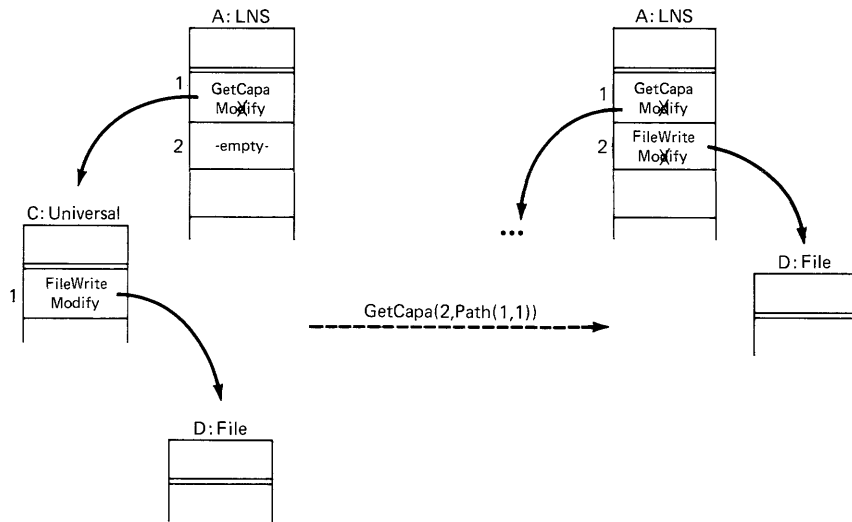 A: LNS
1
GetCapa
Modify
2
-empty-
C: Universal
1
FileWrite
Modify
D: File
GetCapa(2,Path(1,1))
A: LNS
1
GetCapa
Modify
2
FileWrite
Modify
...
D: File